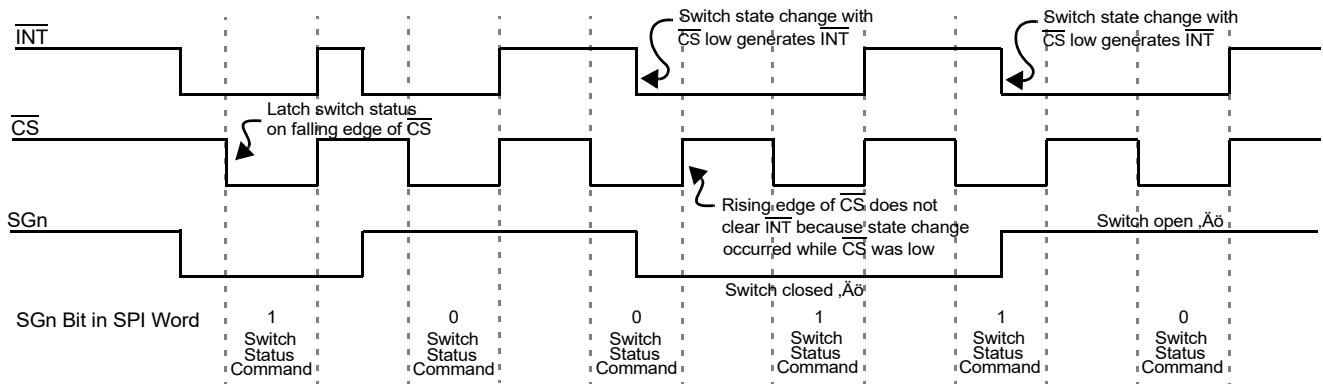 Switch state change with
CS low generates INT
Switch state change with
CS low generates INT
INT
Latch switch status
on falling edge of CS
CS
Rising edge of CS does not
clear INT because state change
occurred while CS was low
SGn
Switch open ‚Äö
Switch closed ‚Äö
SGn Bit in SPI Word
1
Switch
Status
Command
0
Switch
Status
Command
0
Switch
Status
Command
1
Switch
Status
Command
1
Switch
Status
Command
0
Switch
Status
Command